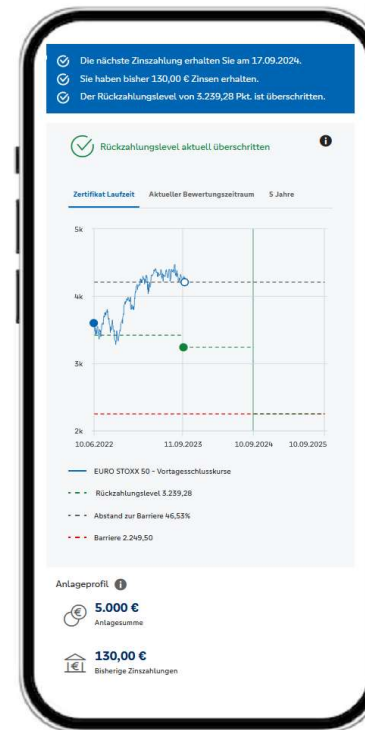 Die nächste Zinszahlung erhalten Sie am 17.09.2024.
Sie haben bisher 130,00 € Zinsen erhalten.
Der Rückzahlungslevel von 3.239,28 Pkt. ist überschritten.
Rückzahlungslevel aktuell überschritten
Zertifikat Laufzeit Aktueller Bewertungszeitraum 5 Jahre
5k
4k
3k
2k
10.06.2022 11.09.2023 10.09.2024 10.09.2025
EURO STOXX 50 - Vortagesschlusskurse
Rückzahlungslevel 3.239,28
Abstand zur Barriere 46,53%
Barriere 2.249,50
Anlageprofil
5.000 €
Anlagesumme
130,00 €
Bisherige Zinszahlungen